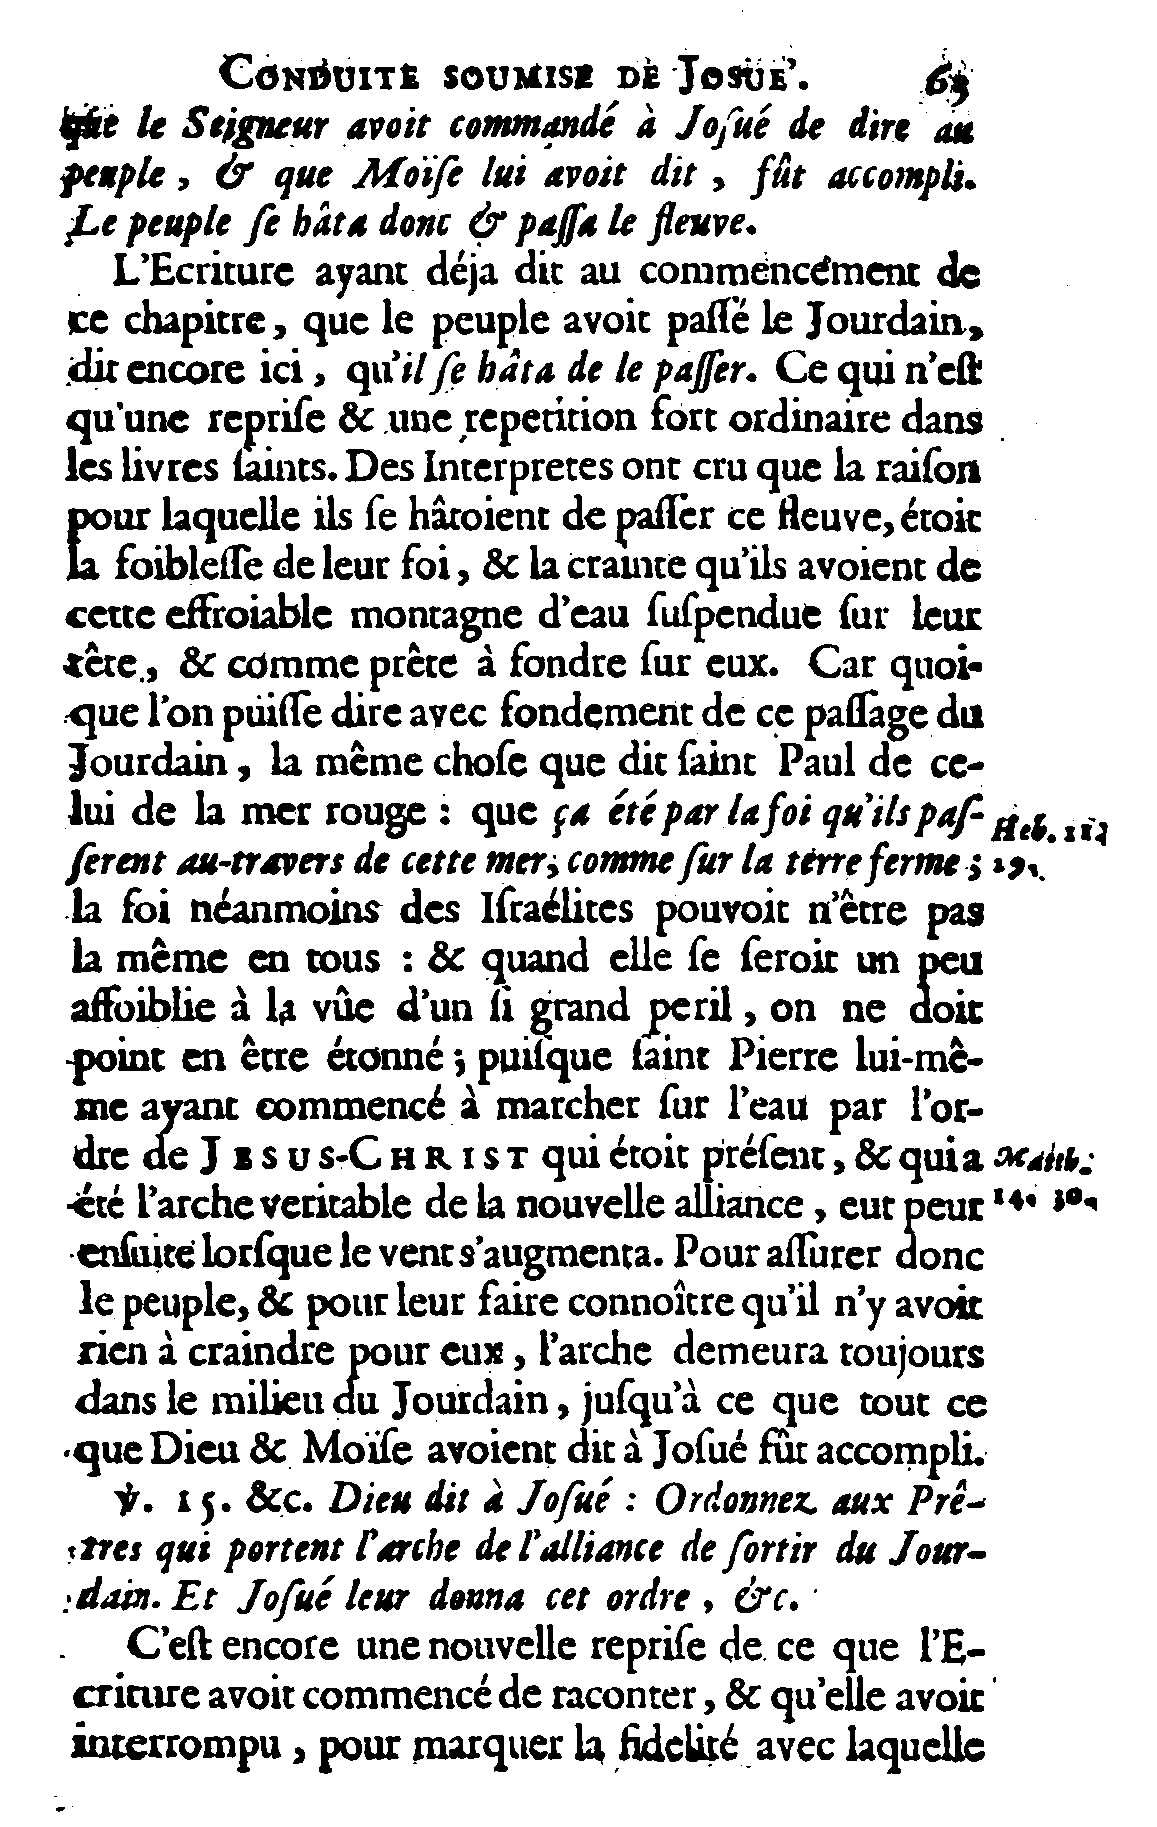 CONDUITE SOUMISE DE JOSUE'. 63
que le Seigneur avoit commandé à Joſué de dire au
peuple, & que Moïſe lui avoit dit, fût accompli.
Le peuple ſe hâta donc & paſſa le fleuve.
L'Ecriture ayant déja dit au commencement de
ce chapitre, que le peuple avoit paſſé le Jourdain,
dit encore ici, qu'il ſe hâta de le paſſer. Ce qui n'eſt
qu'une repriſe & une repetition fort ordinaire dans
les livres ſaints. Des Interpretes ont cru que la raiſon
pour laquelle ils ſe hâtoient de paſſer ce fleuve, étoit
la foibleſſe de leur foi, & la crainte qu'ils avoient de
cette effroiable montagne d'eau ſuſpendue ſur leur
tête, & comme prête à fondre ſur eux. Car quoi-
que l'on puiſſe dire avec fondement de ce paſſage du
Jourdain, la même choſe que dit ſaint Paul de ce-
lui de la mer rouge : que ça été par la foi qu'ils paſ-
ſerent au-travers de cette mer, comme ſur la terre ferme ;
Heb. 11.
29.
la foi néanmoins des Iſraélites pouvoit n'être pas
la même en tous : & quand elle ſe ſeroit un peu
affoiblie à la vûe d'un ſi grand peril, on ne doit
point en être étonné ; puiſque ſaint Pierre lui-mê-
me ayant commencé à marcher ſur l'eau par l'or-
dre de JESUS-CHRIST qui étoit préſent, & qui a
été l'arche veritable de la nouvelle alliance, eut peur
Matth.
14. 30.
enſuite lorſque le vent s'augmenta. Pour aſſurer donc
le peuple, & pour leur faire connoître qu'il n'y avoit
rien à craindre pour eux, l'arche demeura toujours
dans le milieu du Jourdain, juſqu'à ce que tout ce
que Dieu & Moïſe avoient dit à Joſué fût accompli.
℣. 15. &c. Dieu dit à Joſué : Ordonnez aux Prê-
tres qui portent l'arche de l'alliance de ſortir du Jour-
dain. Et Joſué leur donna cet ordre, &c.
C'eſt encore une nouvelle repriſe de ce que l'E-
criture avoit commencé de raconter, & qu'elle avoit
interrompu, pour marquer la fidelité avec laquelle